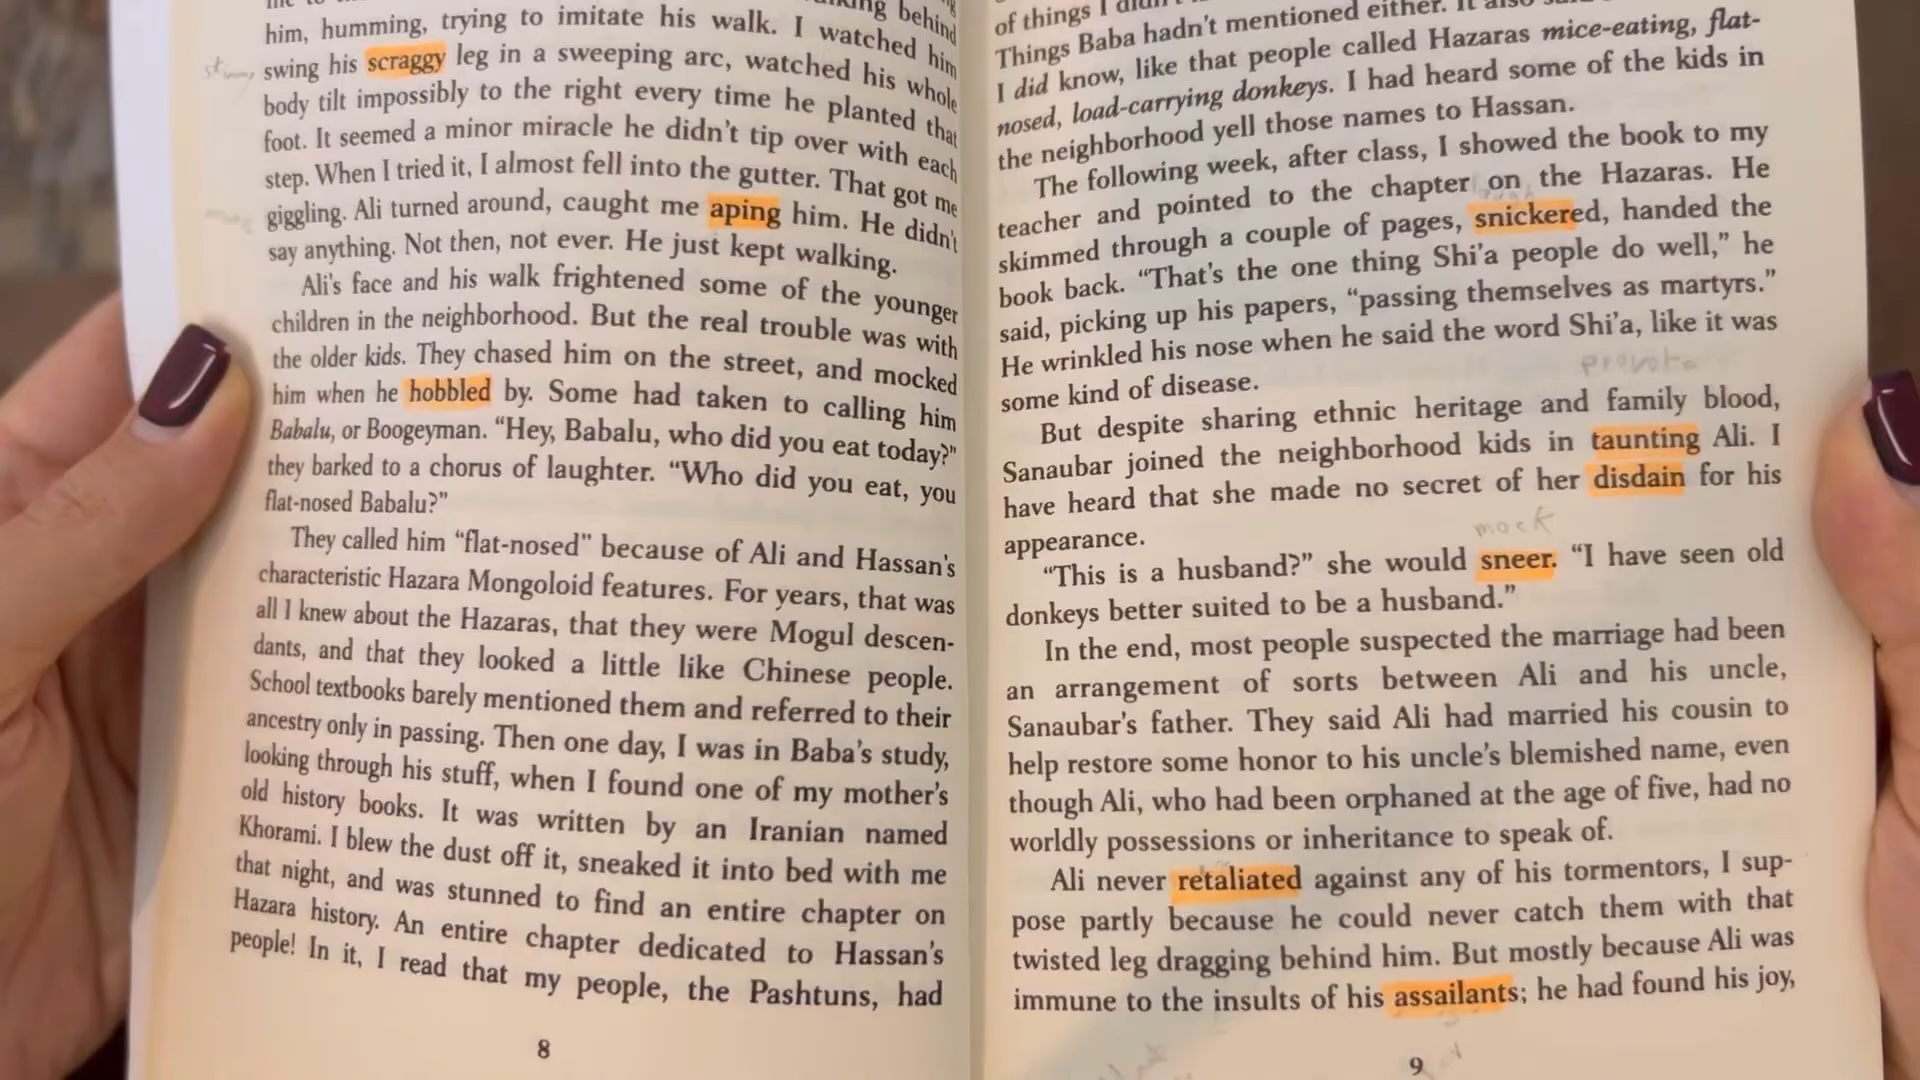 behind
him, humming, trying to imitate his walk. I watched him
swing his scraggy leg in a sweeping arc, watched his whole
body tilt impossibly to the right every time he planted that
foot. It seemed a minor miracle he didn't tip over with each
step. When I tried it, I almost fell into the gutter. That got me
giggling. Ali turned around, caught me aping him. He didn't
say anything. Not then, not ever. He just kept walking.
Ali's face and his walk frightened some of the younger
children in the neighborhood. But the real trouble was with
the older kids. They chased him on the street, and mocked
him when he hobbled by. Some had taken to calling him
Babalu, or Boogeyman. “Hey, Babalu, who did you eat today?”
they barked to a chorus of laughter. “Who did you eat, you
flat-nosed Babalu?”
They called him “flat-nosed” because of Ali and Hassan's
characteristic Hazara Mongoloid features. For years, that was
all I knew about the Hazaras, that they were Mogul descen-
dants, and that they looked a little like Chinese people.
School textbooks barely mentioned them and referred to their
ancestry only in passing. Then one day, I was in Baba's study,
looking through his stuff, when I found one of my mother's
old history books. It was written by an Iranian named
Khorami. I blew the dust off it, sneaked it into bed with me
that night, and was stunned to find an entire chapter on
Hazara history. An entire chapter dedicated to Hassan's
people! In it, I read that my people, the Pashtuns, had
8
of things I
Things Baba hadn't mentioned either. It also
I did know, like that people called Hazaras mice-eating, flat-
nosed, load-carrying donkeys. I had heard some of the kids in
the neighborhood yell those names to Hassan.
The following week, after class, I showed the book to my
teacher and pointed to the chapter on the Hazaras. He
skimmed through a couple of pages, snickered, handed the
book back. “That's the one thing Shi'a people do well,” he
said, picking up his papers, “passing themselves as martyrs.”
He wrinkled his nose when he said the word Shi'a, like it was
some kind of disease.
But despite sharing ethnic heritage and family blood,
Sanaubar joined the neighborhood kids in taunting Ali. I
have heard that she made no secret of her disdain for his
appearance.
mock
“This is a husband?” she would sneer. “I have seen old
donkeys better suited to be a husband.”
In the end, most people suspected the marriage had been
an arrangement of sorts between Ali and his uncle,
Sanaubar's father. They said Ali had married his cousin to
help restore some honor to his uncle's blemished name, even
though Ali, who had been orphaned at the age of five, had no
worldly possessions or inheritance to speak of.
Ali never retaliated against any of his tormentors, I sup-
pose partly because he could never catch them with that
twisted leg dragging behind him. But mostly because Ali was
immune to the insults of his assailants; he had found his joy,
9